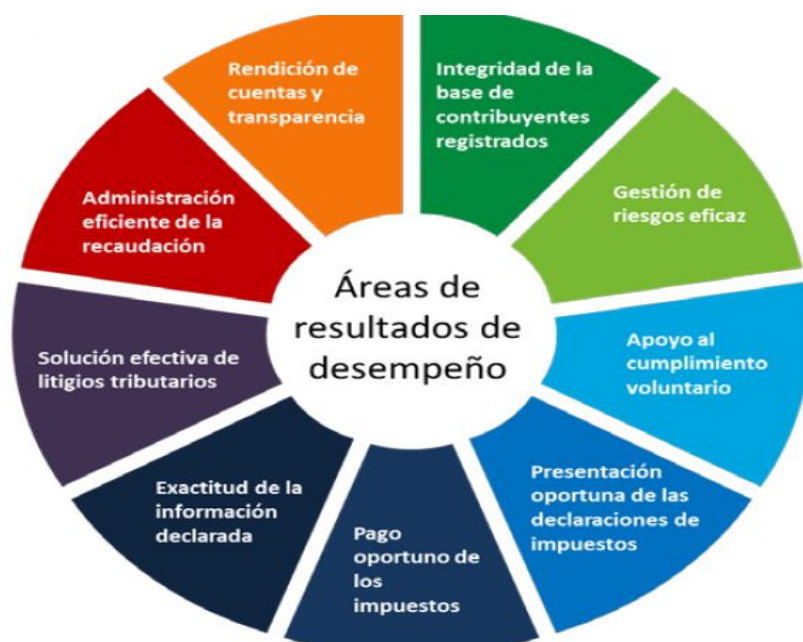 Áreas de
resultados de
desempeño
Integridad de la
base de
contribuyentes
registrados
Gestión de
riesgos eficaz
Apoyo al
cumplimiento
voluntario
Presentación
oportuna de las
declaraciones de
impuestos
Pago
oportuno de
los
impuestos
Exactitud de la
información
declarada
Solución efectiva de
litigios tributarios
Administración
eficiente de la
recaudación
Rendición de
cuentas y
transparencia